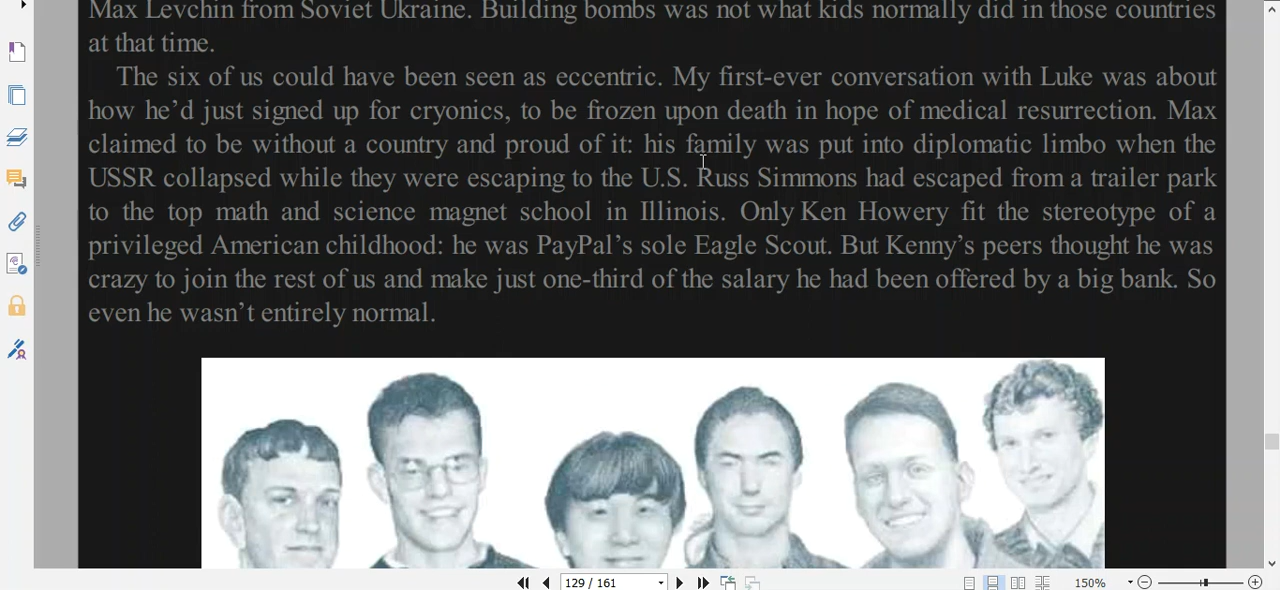 Max Levchin from Soviet Ukraine. Building bombs was not what kids normally did in those countries
at that time.
The six of us could have been seen as eccentric. My first-ever conversation with Luke was about
how he’d just signed up for cryonics, to be frozen upon death in hope of medical resurrection. Max
claimed to be without a country and proud of it: his family was put into diplomatic limbo when the
USSR collapsed while they were escaping to the U.S. Russ Simmons had escaped from a trailer park
to the top math and science magnet school in Illinois. Only Ken Howery fit the stereotype of a
privileged American childhood: he was PayPal’s sole Eagle Scout. But Kenny’s peers thought he was
crazy to join the rest of us and make just one-third of the salary he had been offered by a big bank. So
even he wasn’t entirely normal.
129 / 161
150%